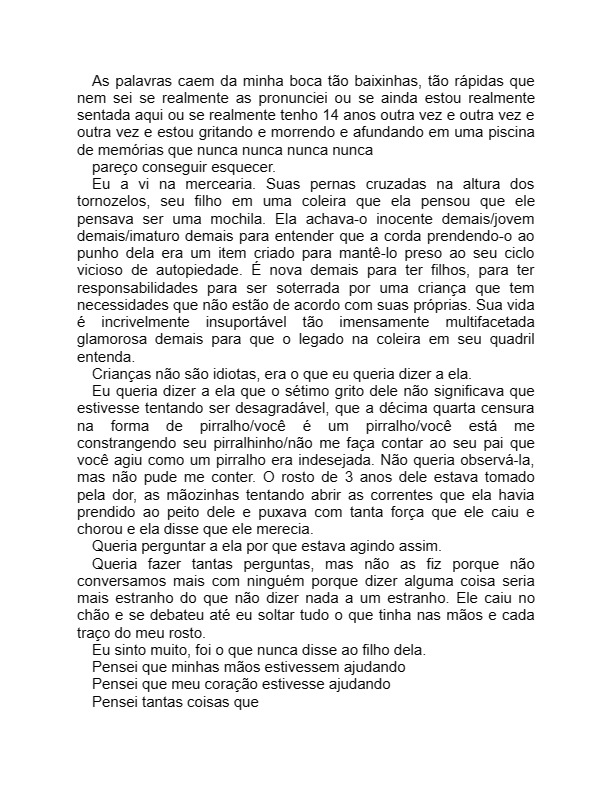 As palavras caem da minha boca tão baixinhas, tão rápidas que
nem sei se realmente as pronunciei ou se ainda estou realmente
sentada aqui ou se realmente tenho 14 anos outra vez e outra vez e
outra vez e estou gritando e morrendo e afundando em uma piscina
de memórias que nunca nunca nunca nunca
pareço conseguir esquecer.
Eu a vi na mercearia. Suas pernas cruzadas na altura dos
tornozelos, seu filho em uma coleira que ela pensou que ele
pensava ser uma mochila. Ela achava-o inocente demais/jovem
demais/imaturo demais para entender que a corda prendendo-o ao
punho dela era um item criado para mantê-lo preso ao seu ciclo
vicioso de autopiedade. É nova demais para ter filhos, para ter
responsabilidades para ser soterrada por uma criança que tem
necessidades que não estão de acordo com suas próprias. Sua vida
é incrivelmente insuportável tão imensamente multifacetada
glamorosa demais para que o legado na coleira em seu quadril
entenda.
Crianças não são idiotas, era o que eu queria dizer a ela.
Eu queria dizer a ela que o sétimo grito dele não significava que
estivesse tentando ser desagradável, que a décima quarta censura
na forma de pirralho/você é um pirralho/você está me
constrangendo seu pirralhinho/não me faça contar ao seu pai que
você agiu como um pirralho era indesejada. Não queria observá-la,
mas não pude me conter. O rosto de 3 anos dele estava tomado
pela dor, as mãozinhas tentando abrir as correntes que ela havia
prendido ao peito dele e puxava com tanta força que ele caiu e
chorou e ela disse que ele merecia.
Queria perguntar a ela por que estava agindo assim.
Queria fazer tantas perguntas, mas não as fiz porque não
conversamos mais com ninguém porque dizer alguma coisa seria
mais estranho do que não dizer nada a um estranho. Ele caiu no
chão e se debateu até eu soltar tudo o que tinha nas mãos e cada
traço do meu rosto.
Eu sinto muito, foi o que nunca disse ao filho dela.
Pensei que minhas mãos estivessem ajudando
Pensei que meu coração estivesse ajudando
Pensei tantas coisas que